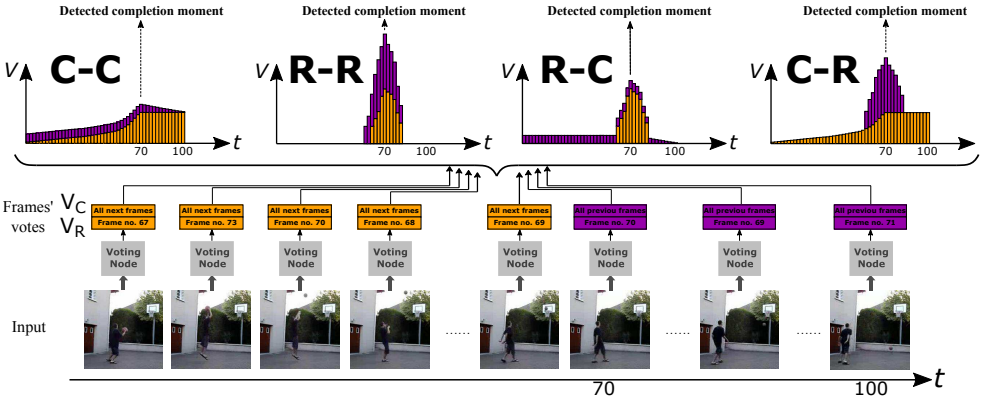 Detected completion moment Detected completion moment Detected completion moment Detected completion moment
C-C R-R R-C C-R
V V V V
t t t t
70 100 70 100 70 100 70 100
Frames' votes
V_C
V_R
All next frames All next frames All next frames All next frames All next frames All previou frames All previou frames All previou frames
Frame no. 67 Frame no. 73 Frame no. 70 Frame no. 68 Frame no. 69 Frame no. 70 Frame no. 69 Frame no. 71
Voting Node Voting Node Voting Node Voting Node Voting Node Voting Node Voting Node Voting Node
Input
...... ...... ......
70 100 t